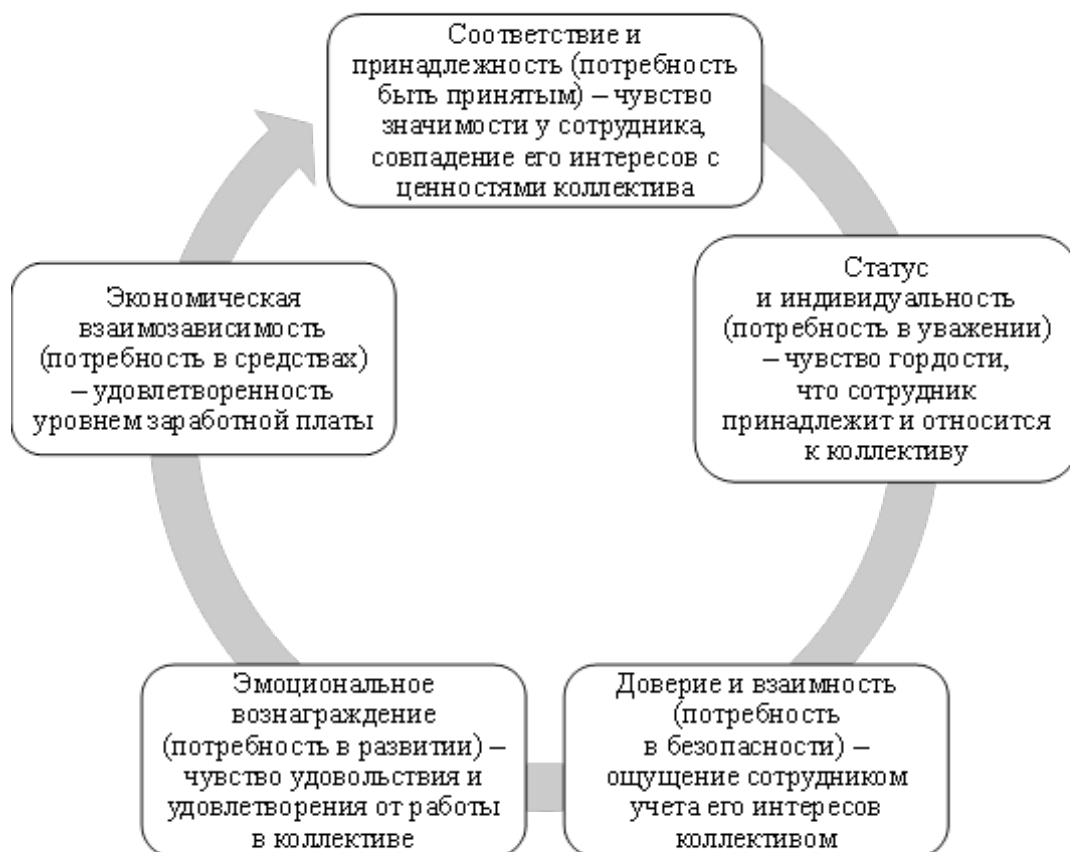 Соответствие и
принадлежность (потребность
быть принятым) – чувство
значимости у сотрудника,
совпадение его интересов с
ценностями коллектива
Статус
и индивидуальность
(потребность в уважении)
– чувство гордости,
что сотрудник
принадлежит и относится
к коллективу
Доверие и взаимность
(потребность
в безопасности) –
ощущение сотрудником
учета его интересов
коллективом
Эмоциональное
вознаграждение
(потребность в развитии) –
чувство удовольствия и
удовлетворения от работы
в коллективе
Экономическая
взаимозависимость
(потребность в средствах)
– удовлетворенность
уровнем заработной платы